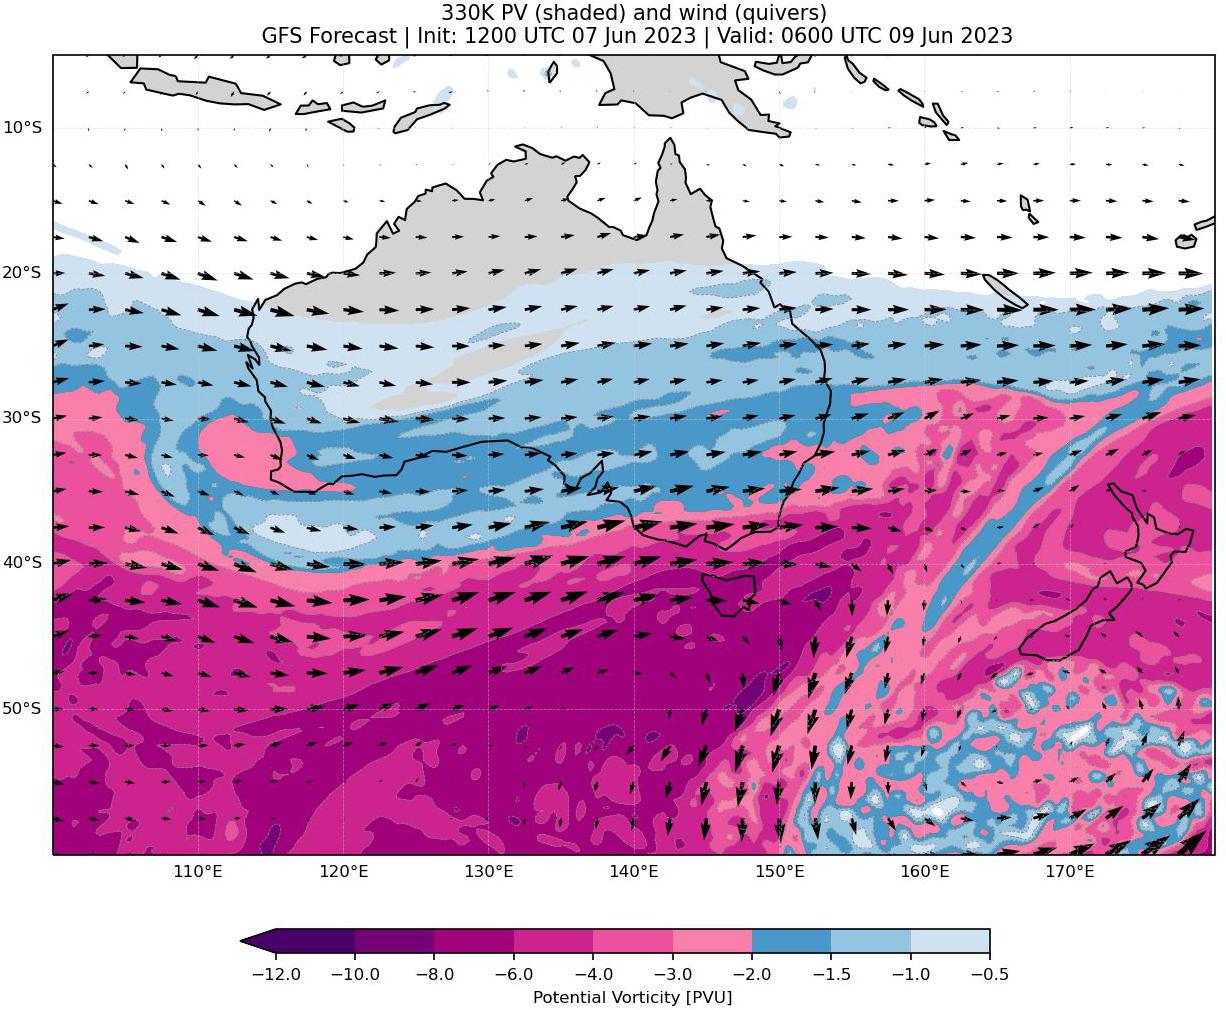 330K PV (shaded) and wind (quivers)
GFS Forecast | Init: 1200 UTC 07 Jun 2023 | Valid: 0600 UTC 09 Jun 2023
10°S
20°S
30°S
40°S
50°S
110°E 120°E 130°E 140°E 150°E 160°E 170°E
−12.0 −10.0 −8.0 −6.0 −4.0 −3.0 −2.0 −1.5 −1.0 −0.5
Potential Vorticity [PVU]